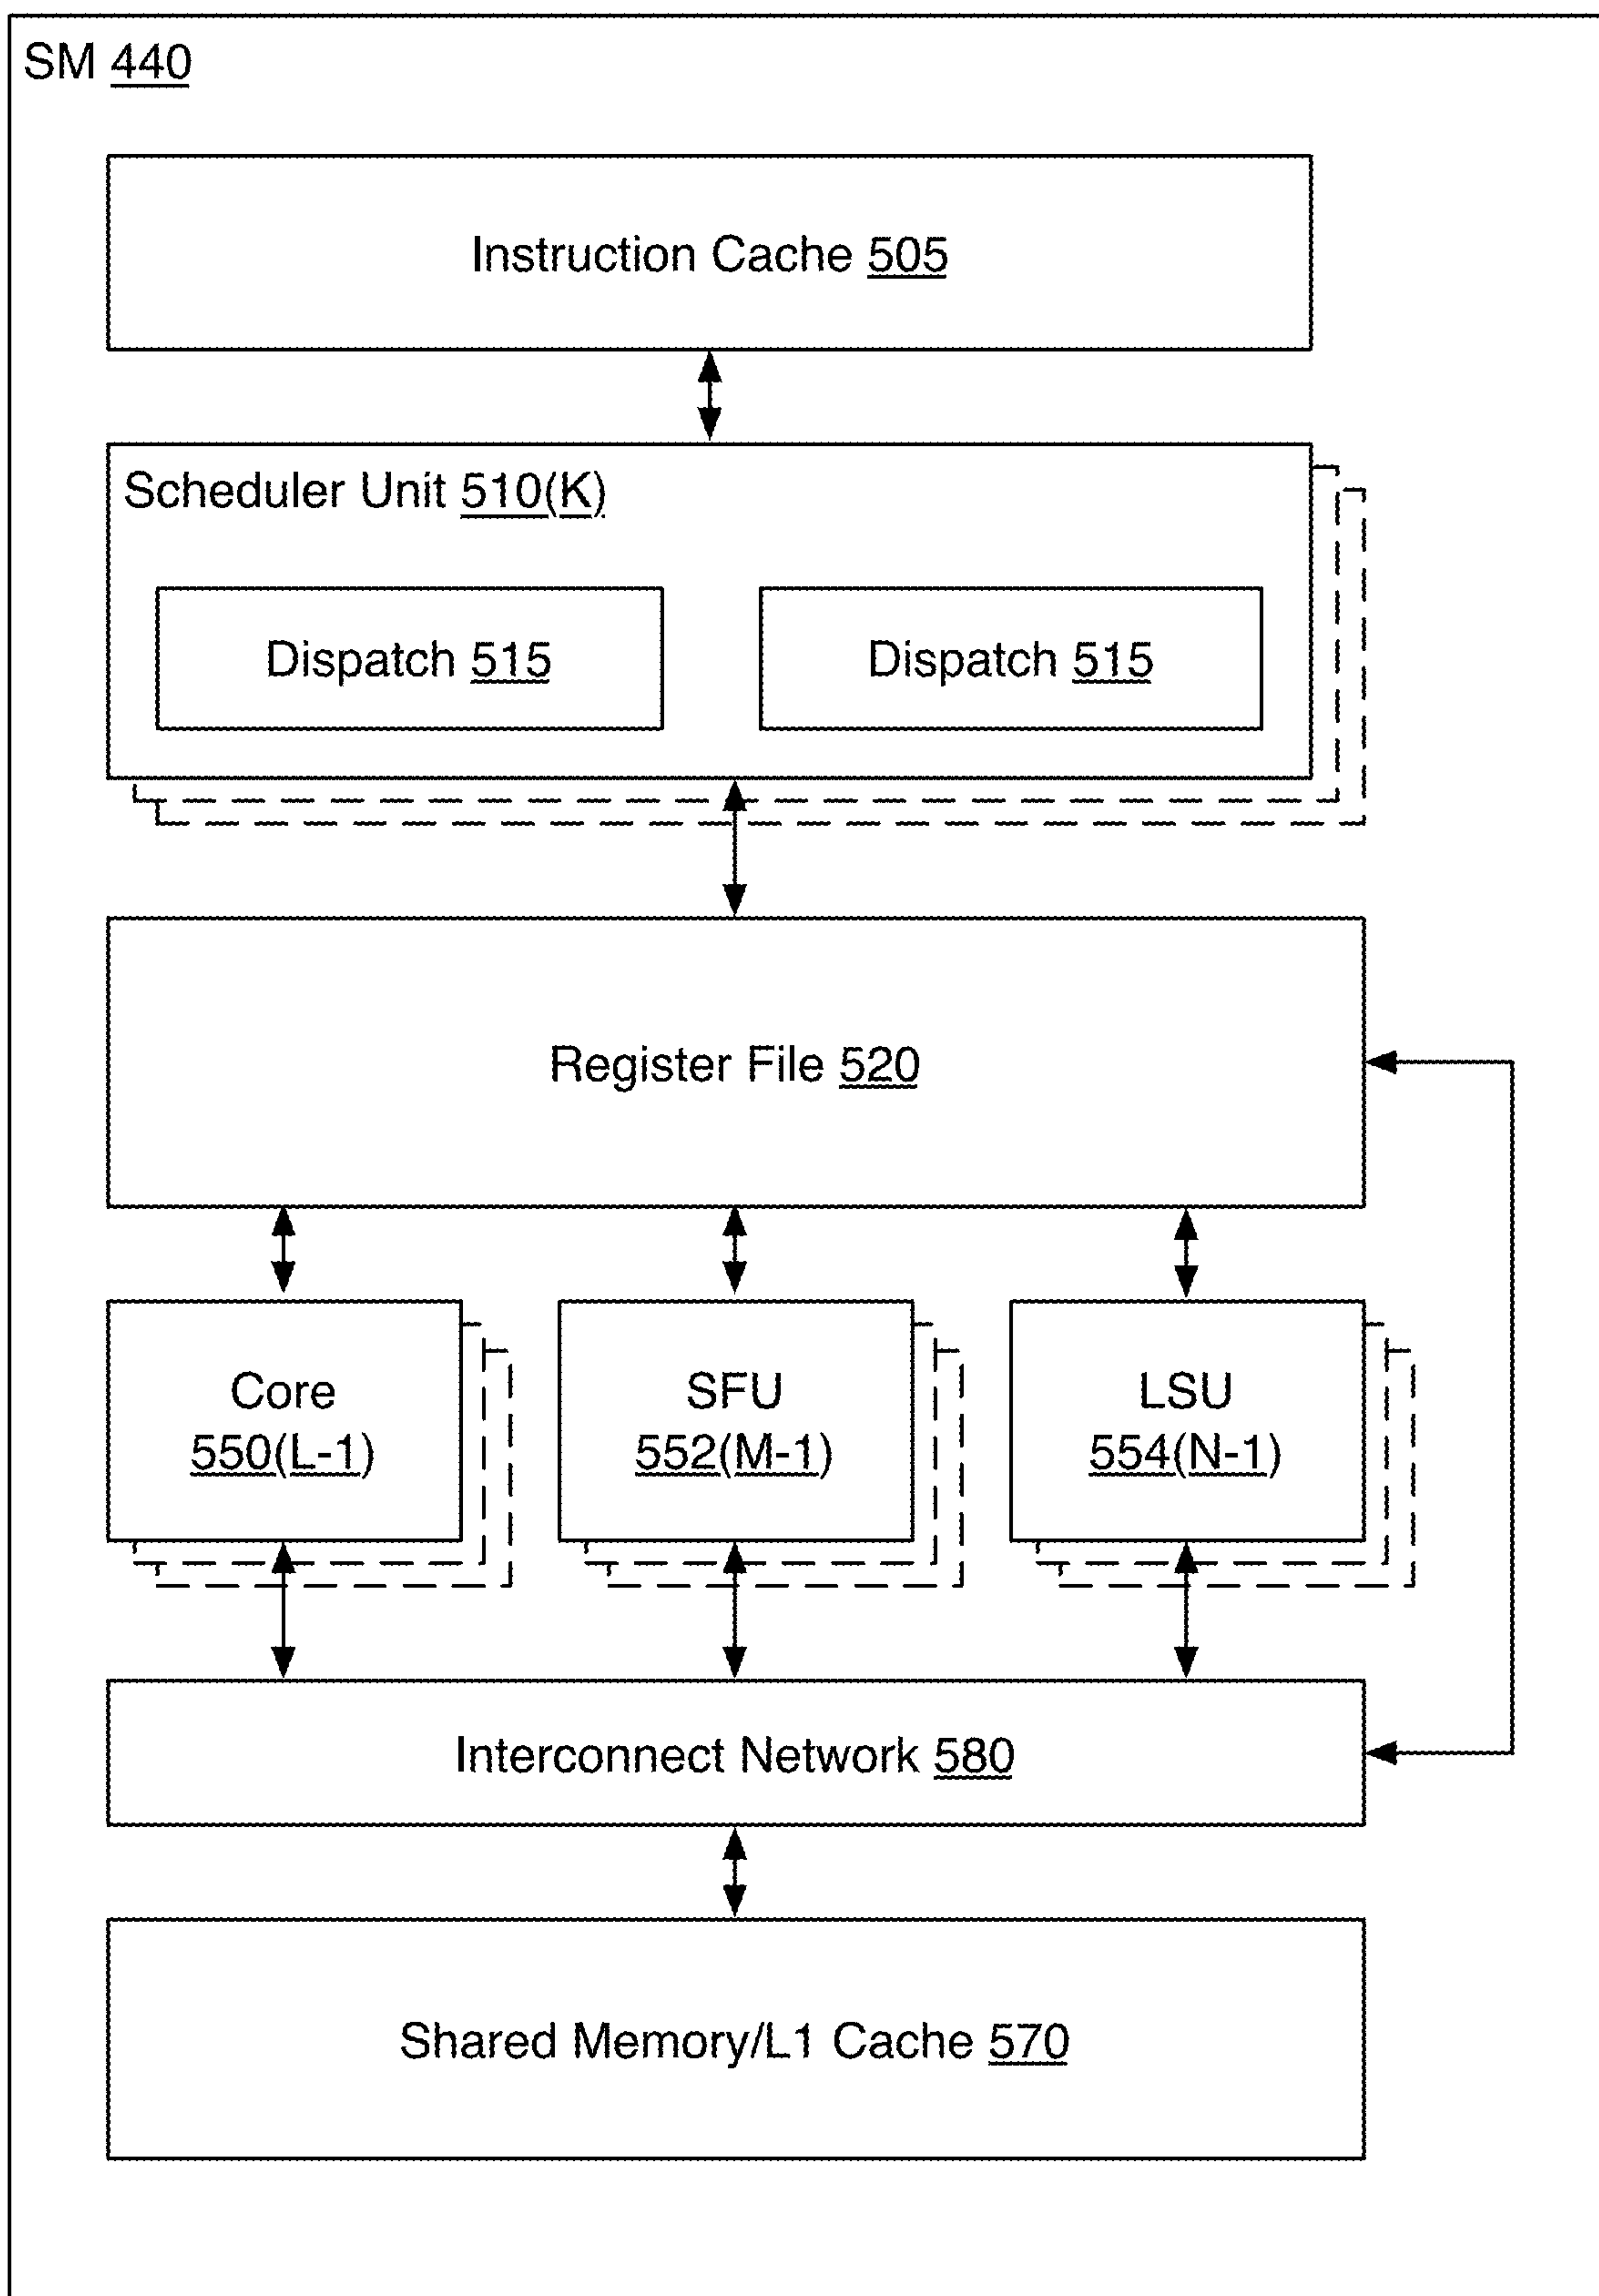 SM 440
Instruction Cache 505
Scheduler Unit 510(K)
Dispatch 515
Dispatch 515
Register File 520
Core
550(L-1)
SFU
552(M-1)
LSU
554(N-1)
Interconnect Network 580
Shared Memory/L1 Cache 570